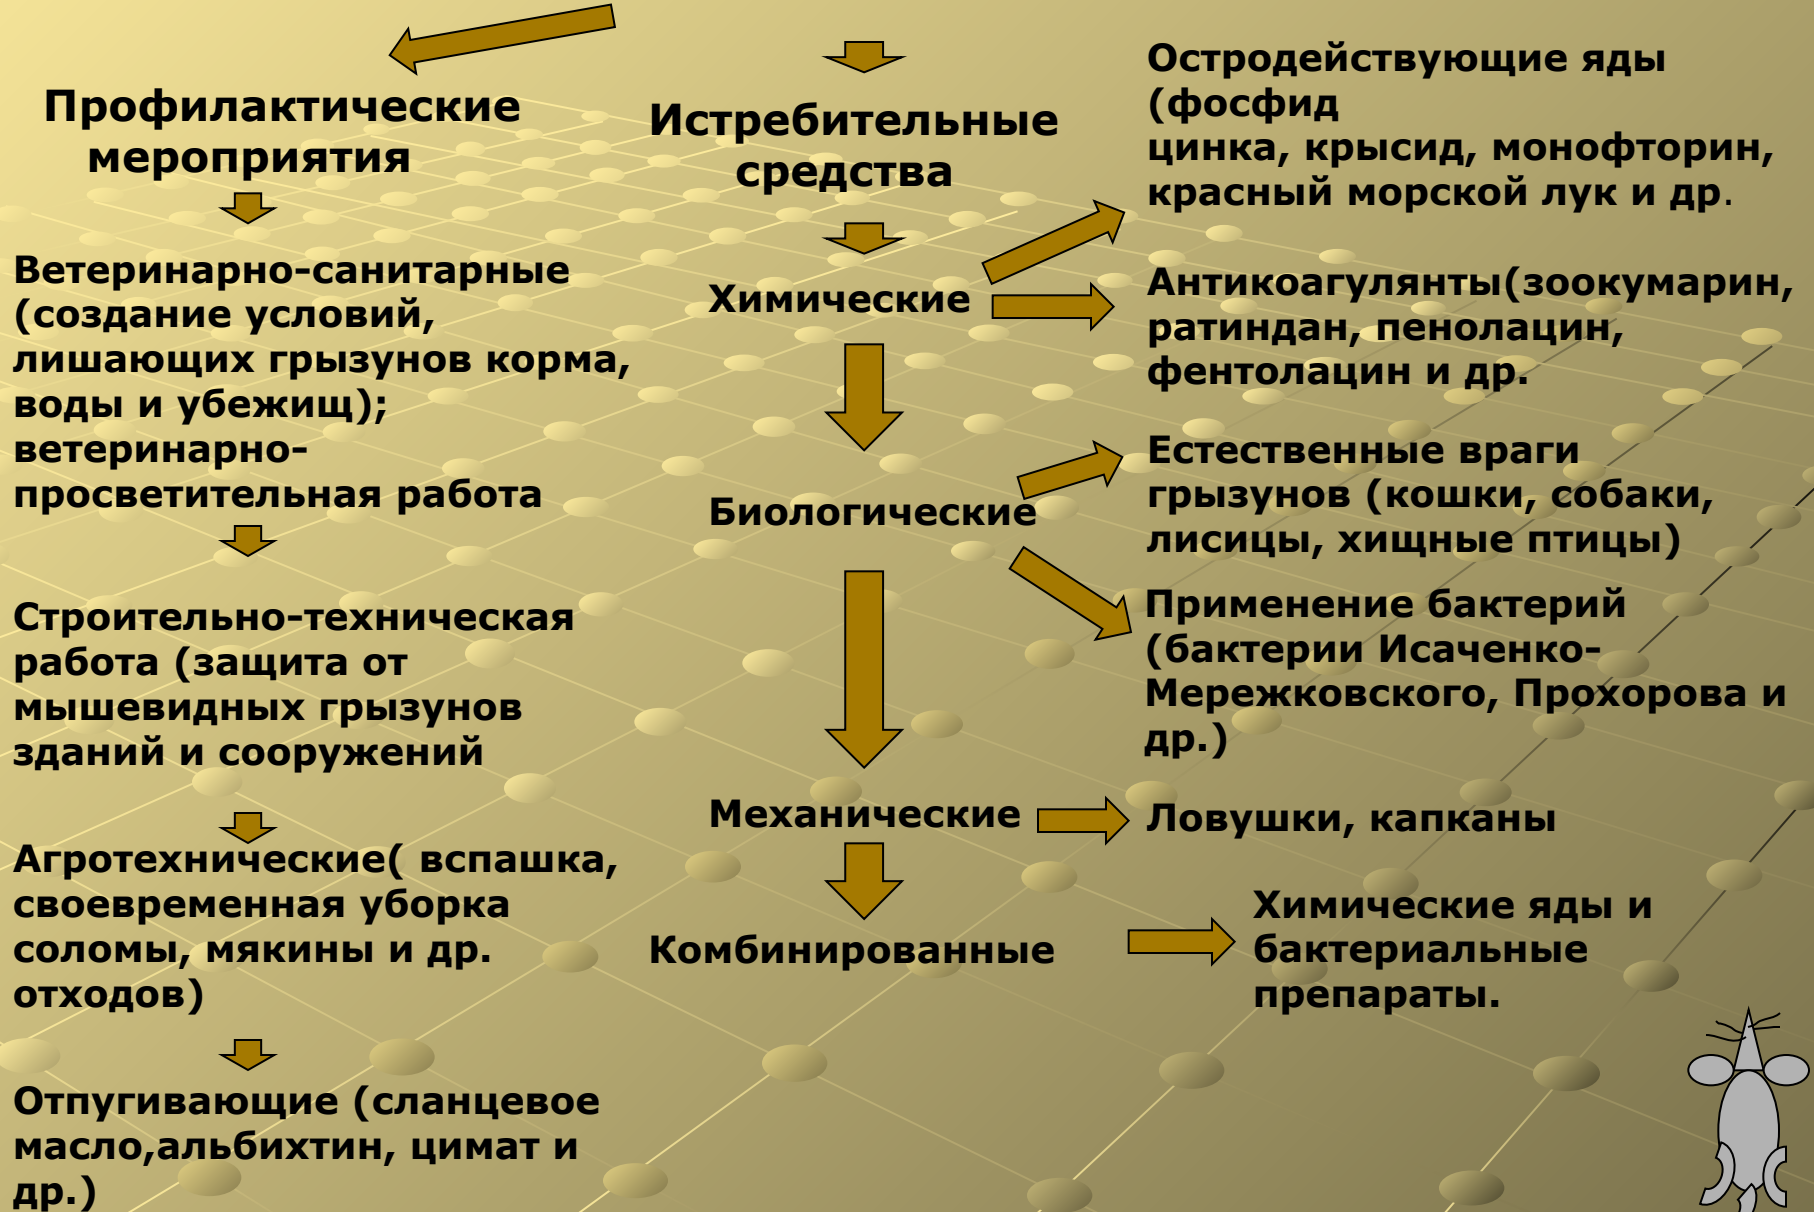 Профилактические
мероприятия
Ветеринарно-санитарные
(создание условий,
лишающих грызунов корма,
воды и убежищ);
ветеринарно-
просветительная работа
Строительно-техническая
работа (защита от
мышевидных грызунов
зданий и сооружений
Агротехнические( вспашка,
своевременная уборка
соломы, мякины и др.
отходов)
Отпугивающие (сланцевое
масло,альбихтин, цимат и
др.)
Истребительные
средства
Химические
Биологические
Механические
Комбинированные
Остродействующие яды
(фосфид
цинка, крысид, монофторин,
красный морской лук и др.
Антикоагулянты(зоокумарин,
ратиндан, пенолацин,
фентолацин и др.
Естественные враги
грызунов (кошки, собаки,
лисицы, хищные птицы)
Применение бактерий
(бактерии Исаченко-
Мережковского, Прохорова и
др.)
Ловушки, капканы
Химические яды и
бактериальные
препараты.